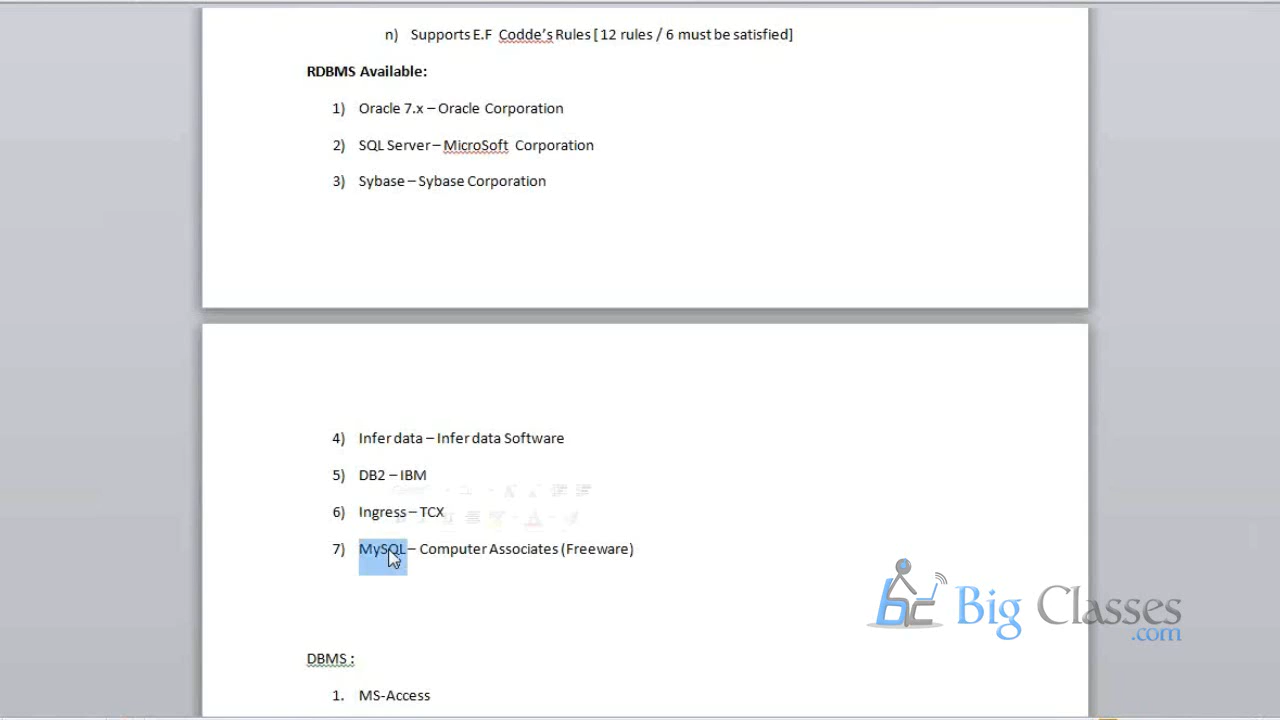 n) Supports E.F Codde's Rules [ 12 rules / 6 must be satisfied]
RDBMS Available:
1) Oracle 7.x – Oracle Corporation
2) SQL Server – MicroSoft Corporation
3) Sybase – Sybase Corporation
4) Infer data – Infer data Software
5) DB2 – IBM
6) Ingress – TCX
7) MySQL – Computer Associates (Freeware)
bc Big Classes
.com
DBMS :
1. MS-Access